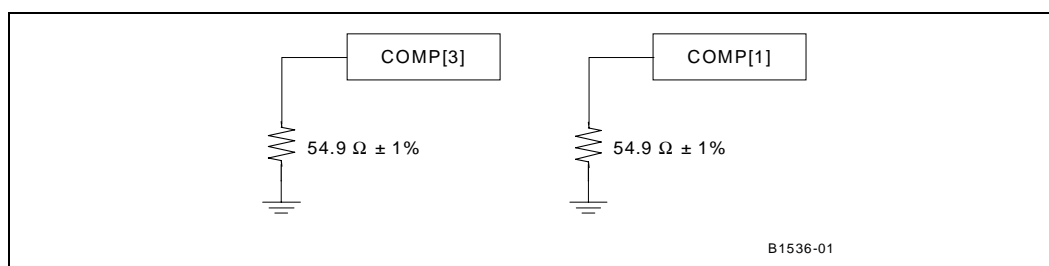 COMP[3]
COMP[1]
54.9 Ω ± 1%
54.9 Ω ± 1%
B1536-01